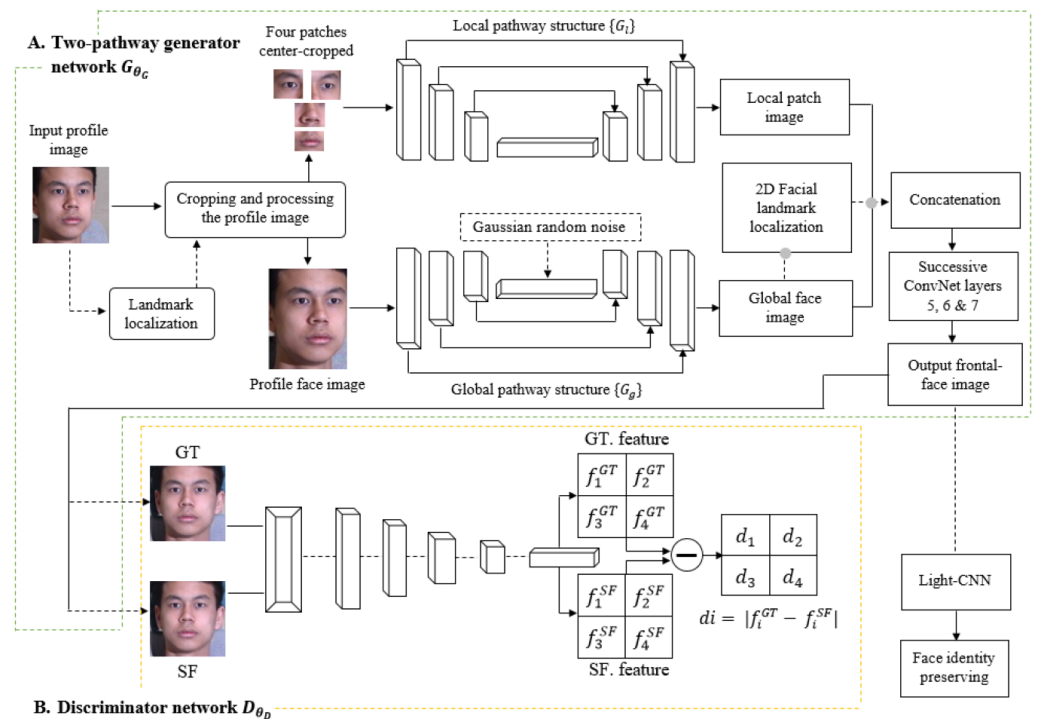 A. Two-pathway generator
network G_{θ_G}
Four patches
center-cropped
Local pathway structure {G_l}
Input profile
image
Cropping and processing
the profile image
Landmark
localization
Profile face image
Gaussian random noise
Global pathway structure {G_g}
Local patch
image
2D Facial
landmark
localization
Global face
image
Concatenation
Successive
ConvNet layers
5, 6 & 7
Output frontal-
face image
GT
SF
GT. feature
f_1^{GT} f_2^{GT}
f_3^{GT} f_4^{GT}
f_1^{SF} f_2^{SF}
f_3^{SF} f_4^{SF}
SF. feature
−
d_1 d_2
d_3 d_4
di = |f_i^{GT} − f_i^{SF}|
Light-CNN
Face identity
preserving
B. Discriminator network D_{θ_D}